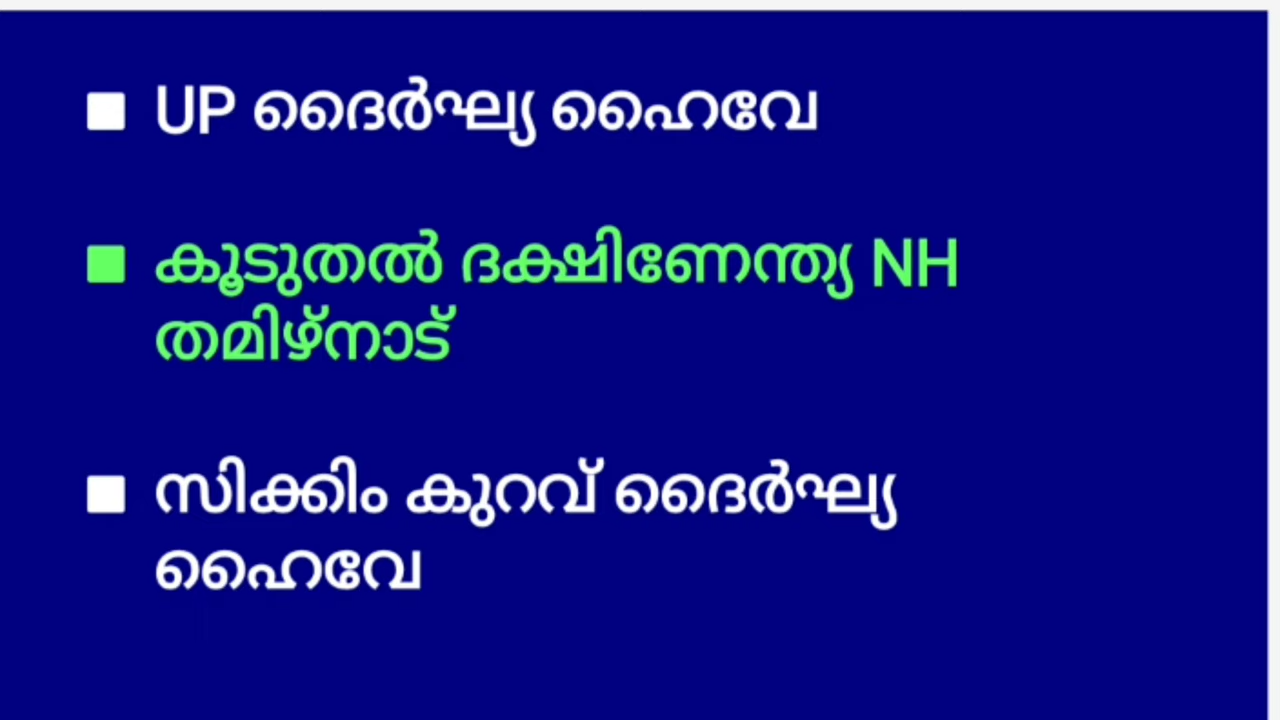 UP ദൈർഘ്യ ഹൈവേ
കൂടുതൽ ദക്ഷിണേന്ത്യ NH
തമിഴ്നാട്
സിക്കിം കുറവ് ദൈർഘ്യ
ഹൈവേ